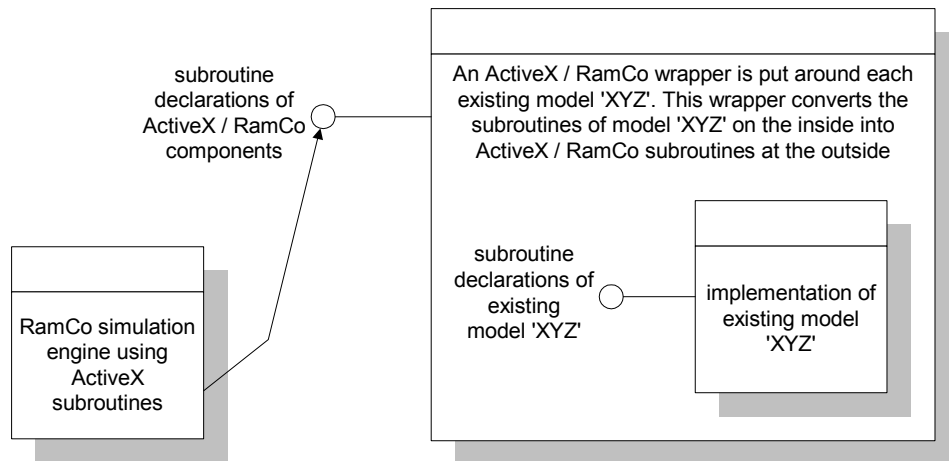 subroutine
declarations of
ActiveX / RamCo
components
An ActiveX / RamCo wrapper is put around each
existing model 'XYZ'. This wrapper converts the
subroutines of model 'XYZ' on the inside into
ActiveX / RamCo subroutines at the outside
RamCo simulation
engine using
ActiveX
subroutines
subroutine
declarations of
existing
model 'XYZ'
implementation of
existing model
'XYZ'